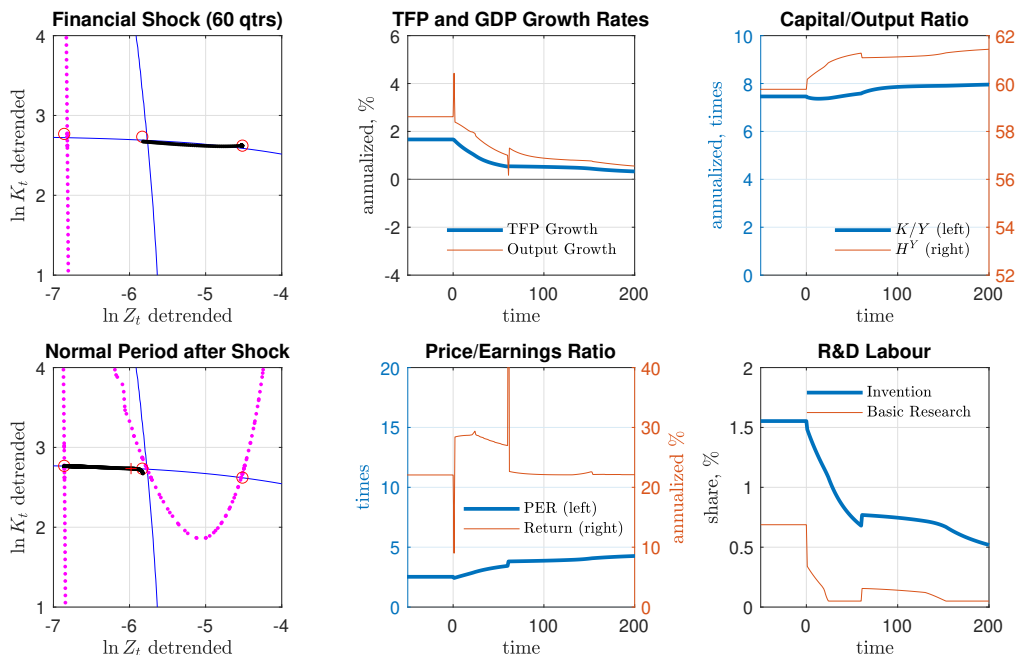 Financial Shock (60 qtrs)
4
3
2
1
-7
-6
-5
-4
ln K_t detrended
ln Z_t detrended
TFP and GDP Growth Rates
6
4
2
0
-2
-4
0
100
200
annualized, %
time
TFP Growth
Output Growth
Capital/Output Ratio
10
8
6
4
2
0
62
60
58
56
54
52
0
100
200
annualized, times
time
K/Y (left)
H^Y (right)
Normal Period after Shock
4
3
2
1
-7
-6
-5
-4
ln K_t detrended
ln Z_t detrended
Price/Earnings Ratio
20
15
10
5
0
40
30
20
10
0
0
100
200
times
annualized %
time
PER (left)
Return (right)
R&D Labour
2
1.5
1
0.5
0
0
100
200
share, %
time
Invention
Basic Research